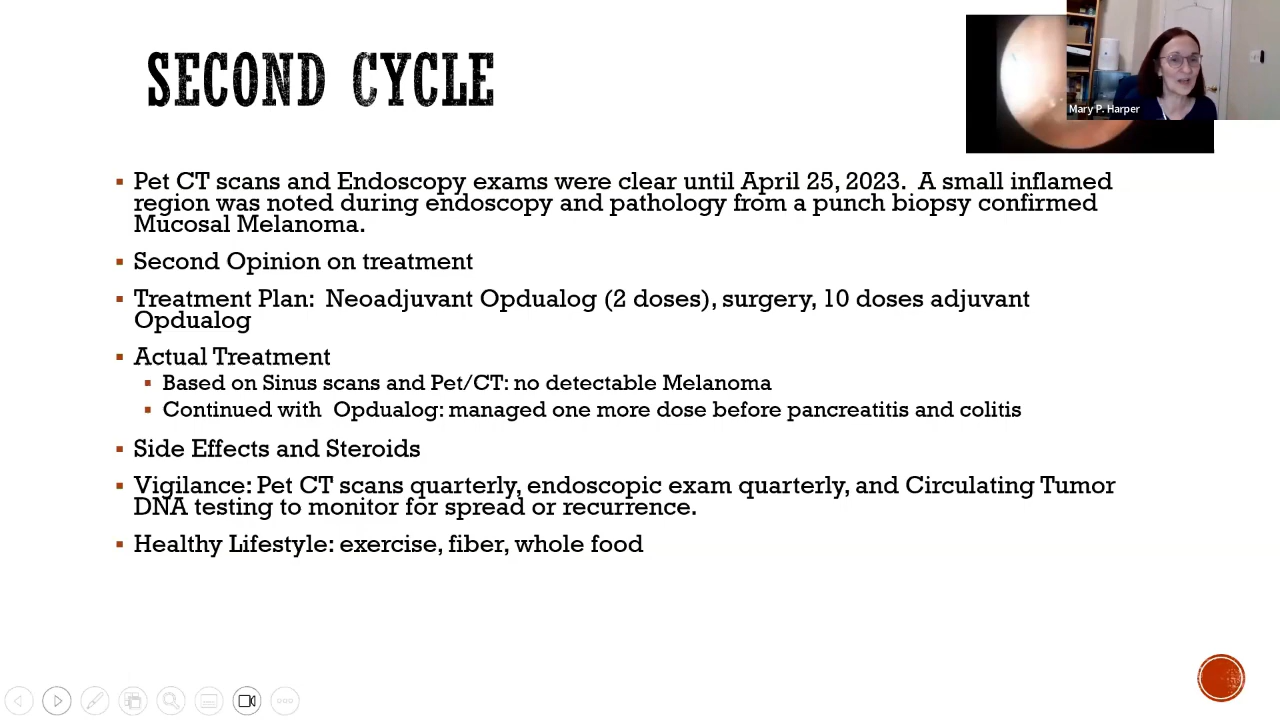 SECOND CYCLE
Mary P. Harper
▪ Pet CT scans and Endoscopy exams were clear until April 25, 2023.  A small inflamed
region was noted during endoscopy and pathology from a punch biopsy confirmed
Mucosal Melanoma.
▪ Second Opinion on treatment
▪ Treatment Plan:  Neoadjuvant Opdualog (2 doses), surgery, 10 doses adjuvant
Opdualog
▪ Actual Treatment
▪ Based on Sinus scans and Pet/CT: no detectable Melanoma
▪ Continued with  Opdualog: managed one more dose before pancreatitis and colitis
▪ Side Effects and Steroids
▪ Vigilance: Pet CT scans quarterly, endoscopic exam quarterly, and Circulating Tumor
DNA testing to monitor for spread or recurrence.
▪ Healthy Lifestyle: exercise, fiber, whole food